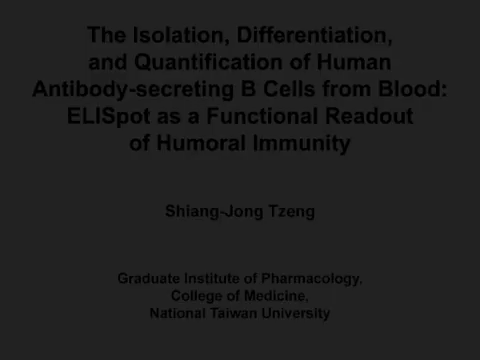 The Isolation, Differentiation,
and Quantification of Human
Antibody-secreting B Cells from Blood:
ELISpot as a Functional Readout
of Humoral Immunity
Shiang-Jong Tzeng
Graduate Institute of Pharmacology,
College of Medicine,
National Taiwan University